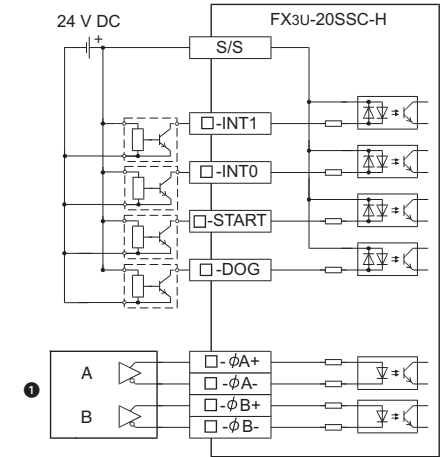 24 V DC
FX3U-20SSC-H
+
S/S
□-INT1
□-INT0
□-START
□-DOG
❶
A
B
□-ϕA+
□-ϕA-
□-ϕB+
□-ϕB-